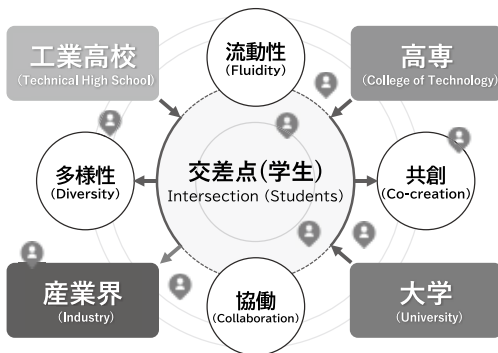 工業高校
(Technical High School)
流動性
(Fluidity)
高専
(College of Technology)
多様性
(Diversity)
交差点(学生)
Intersection (Students)
共創
(Co-creation)
産業界
(Industry)
協働
(Collaboration)
大学
(University)